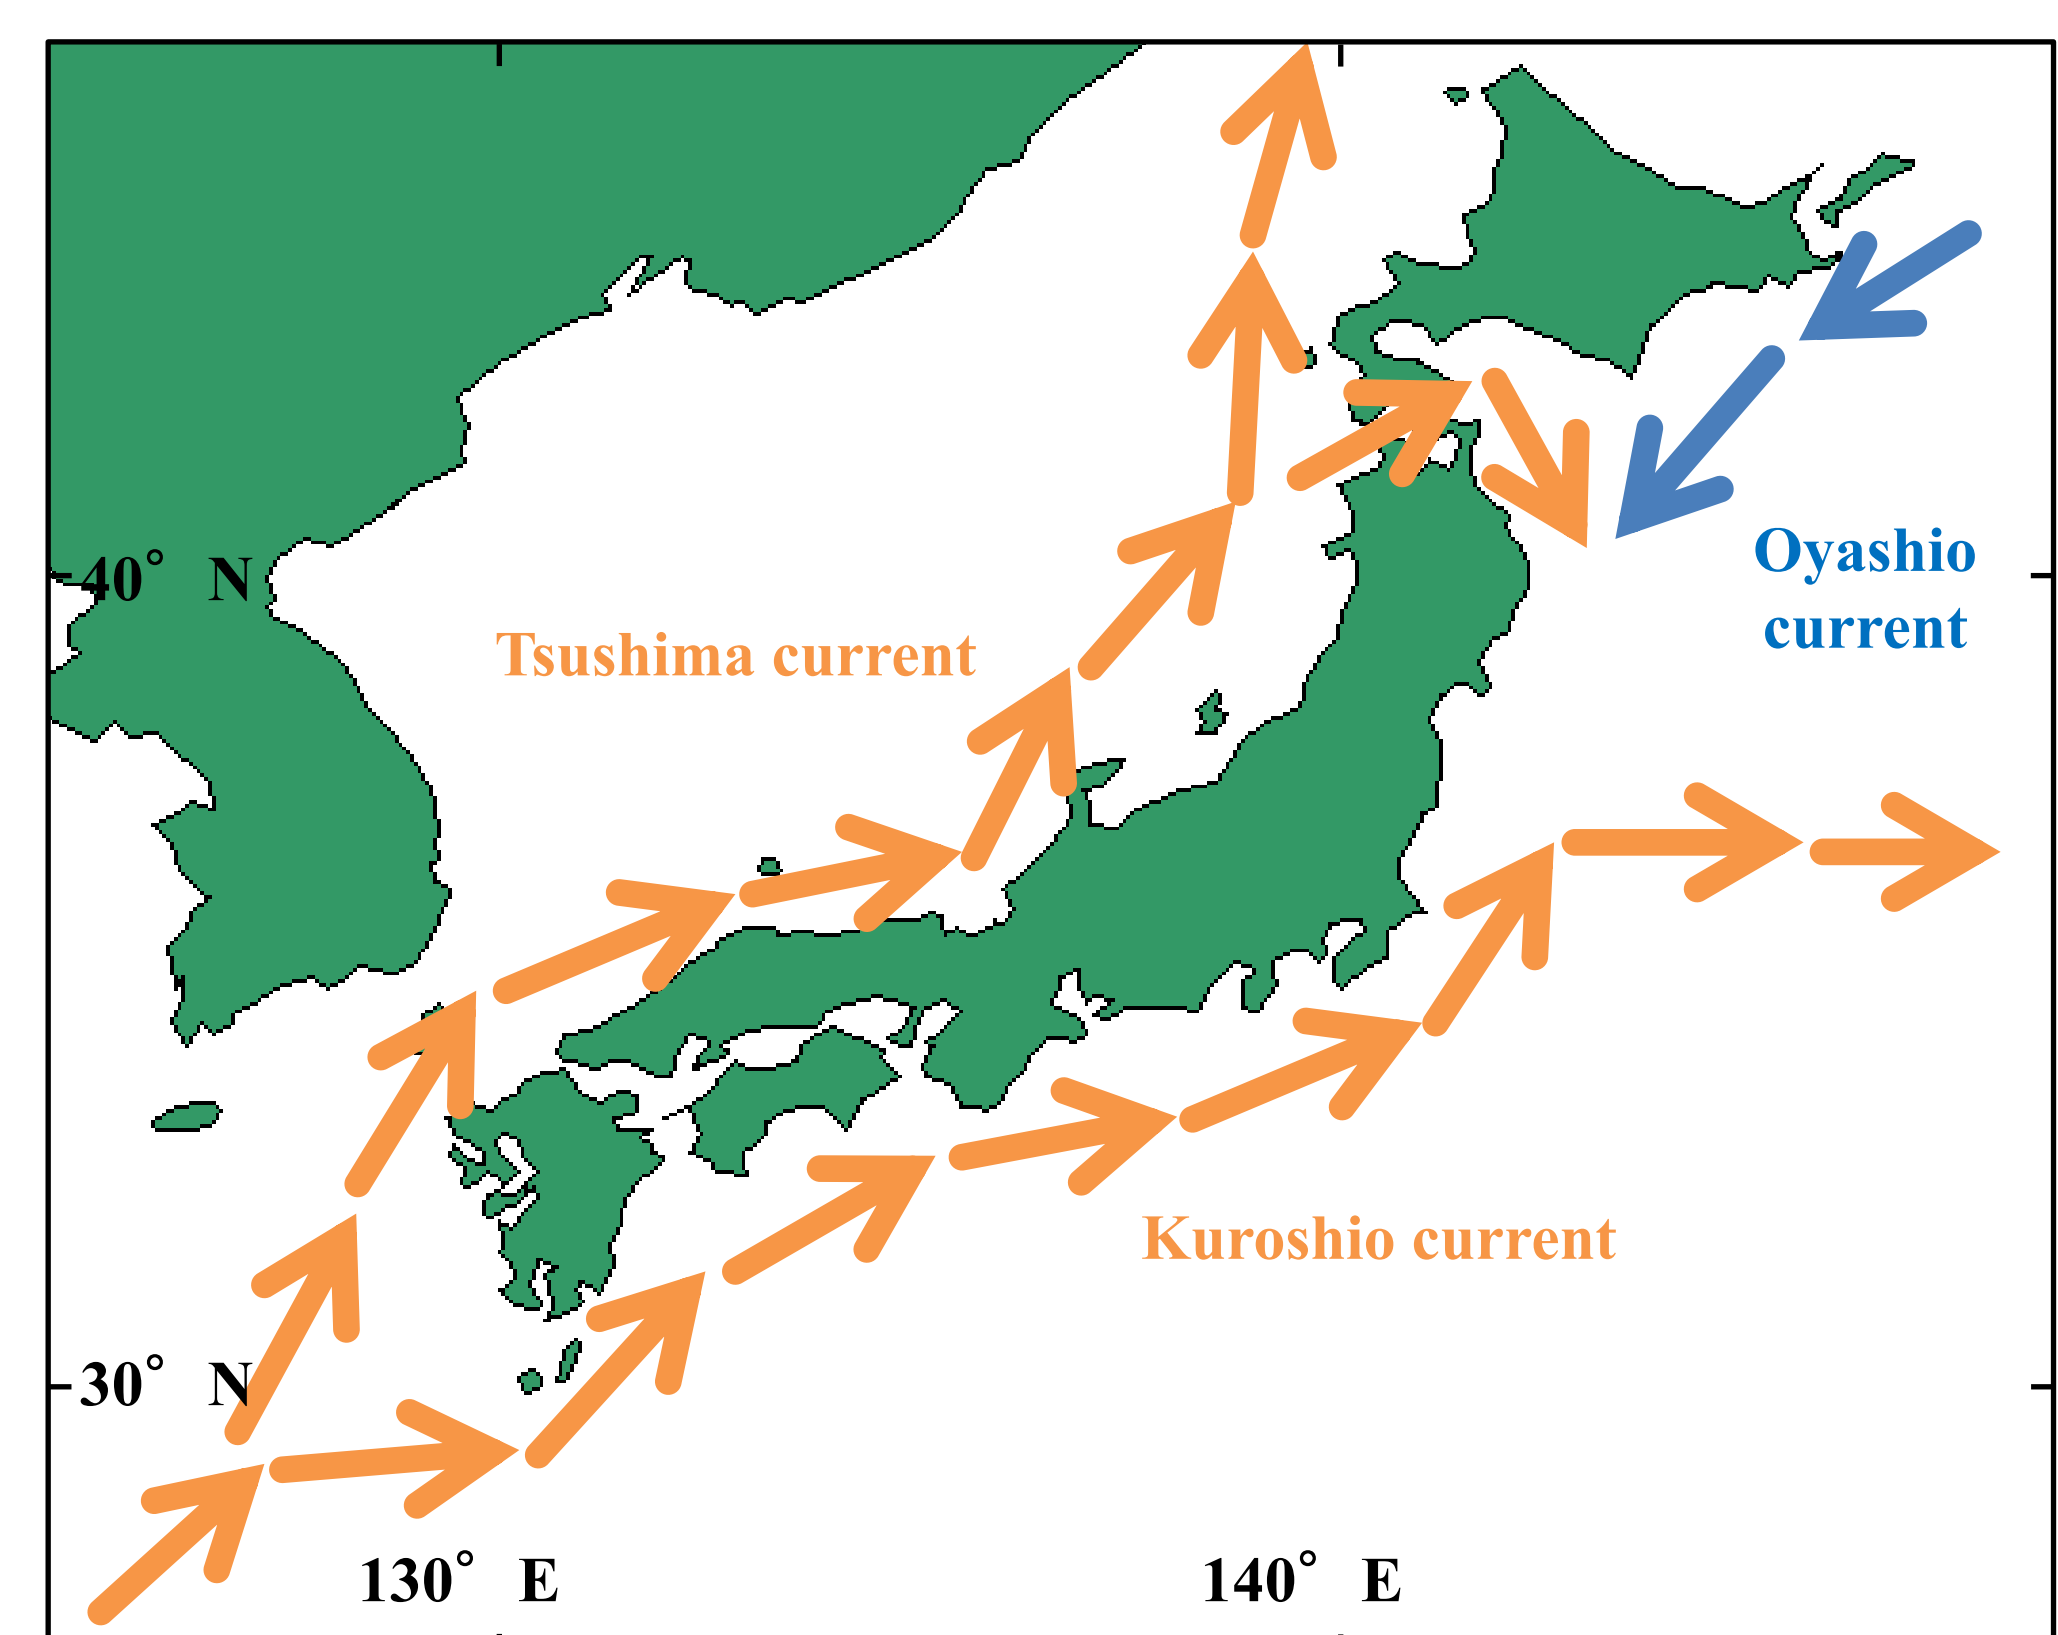 40° N
Oyashio
current
Tsushima current
Kuroshio current
30° N
130° E
140° E